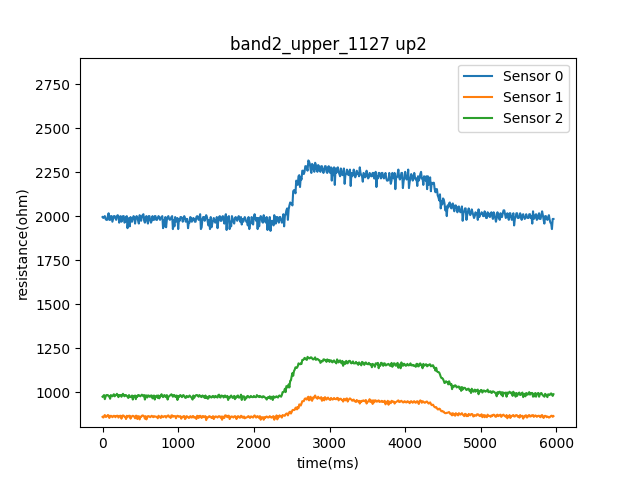 band2_upper_1127 up2
Sensor 0
Sensor 1
Sensor 2
resistance(ohm)
2750
2500
2250
2000
1750
1500
1250
1000
0 1000 2000 3000 4000 5000 6000
time(ms)